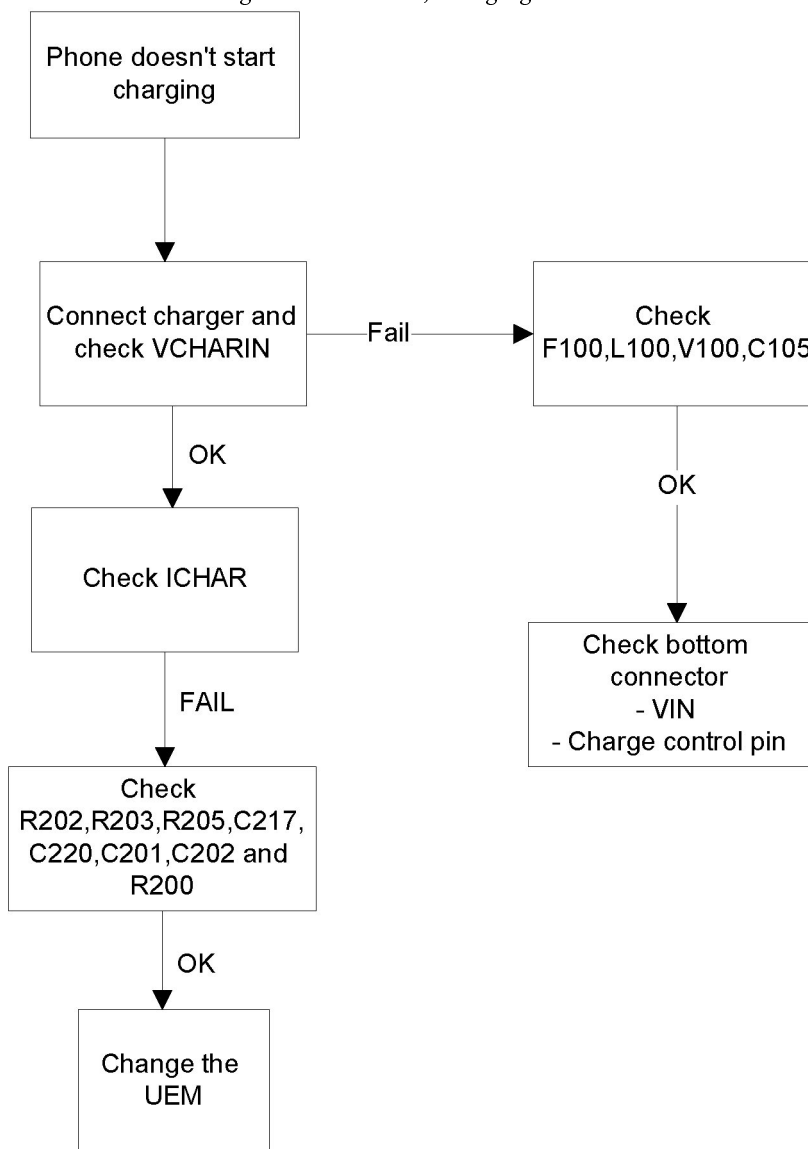 Phone doesn't start
charging
Connect charger and
check VCHARIN
Fail
Check
F100,L100,V100,C105
OK
OK
Check ICHAR
Check bottom
connector
- VIN
- Charge control pin
FAIL
Check
R202,R203,R205,C217,
C220,C201,C202 and
R200
OK
Change the
UEM